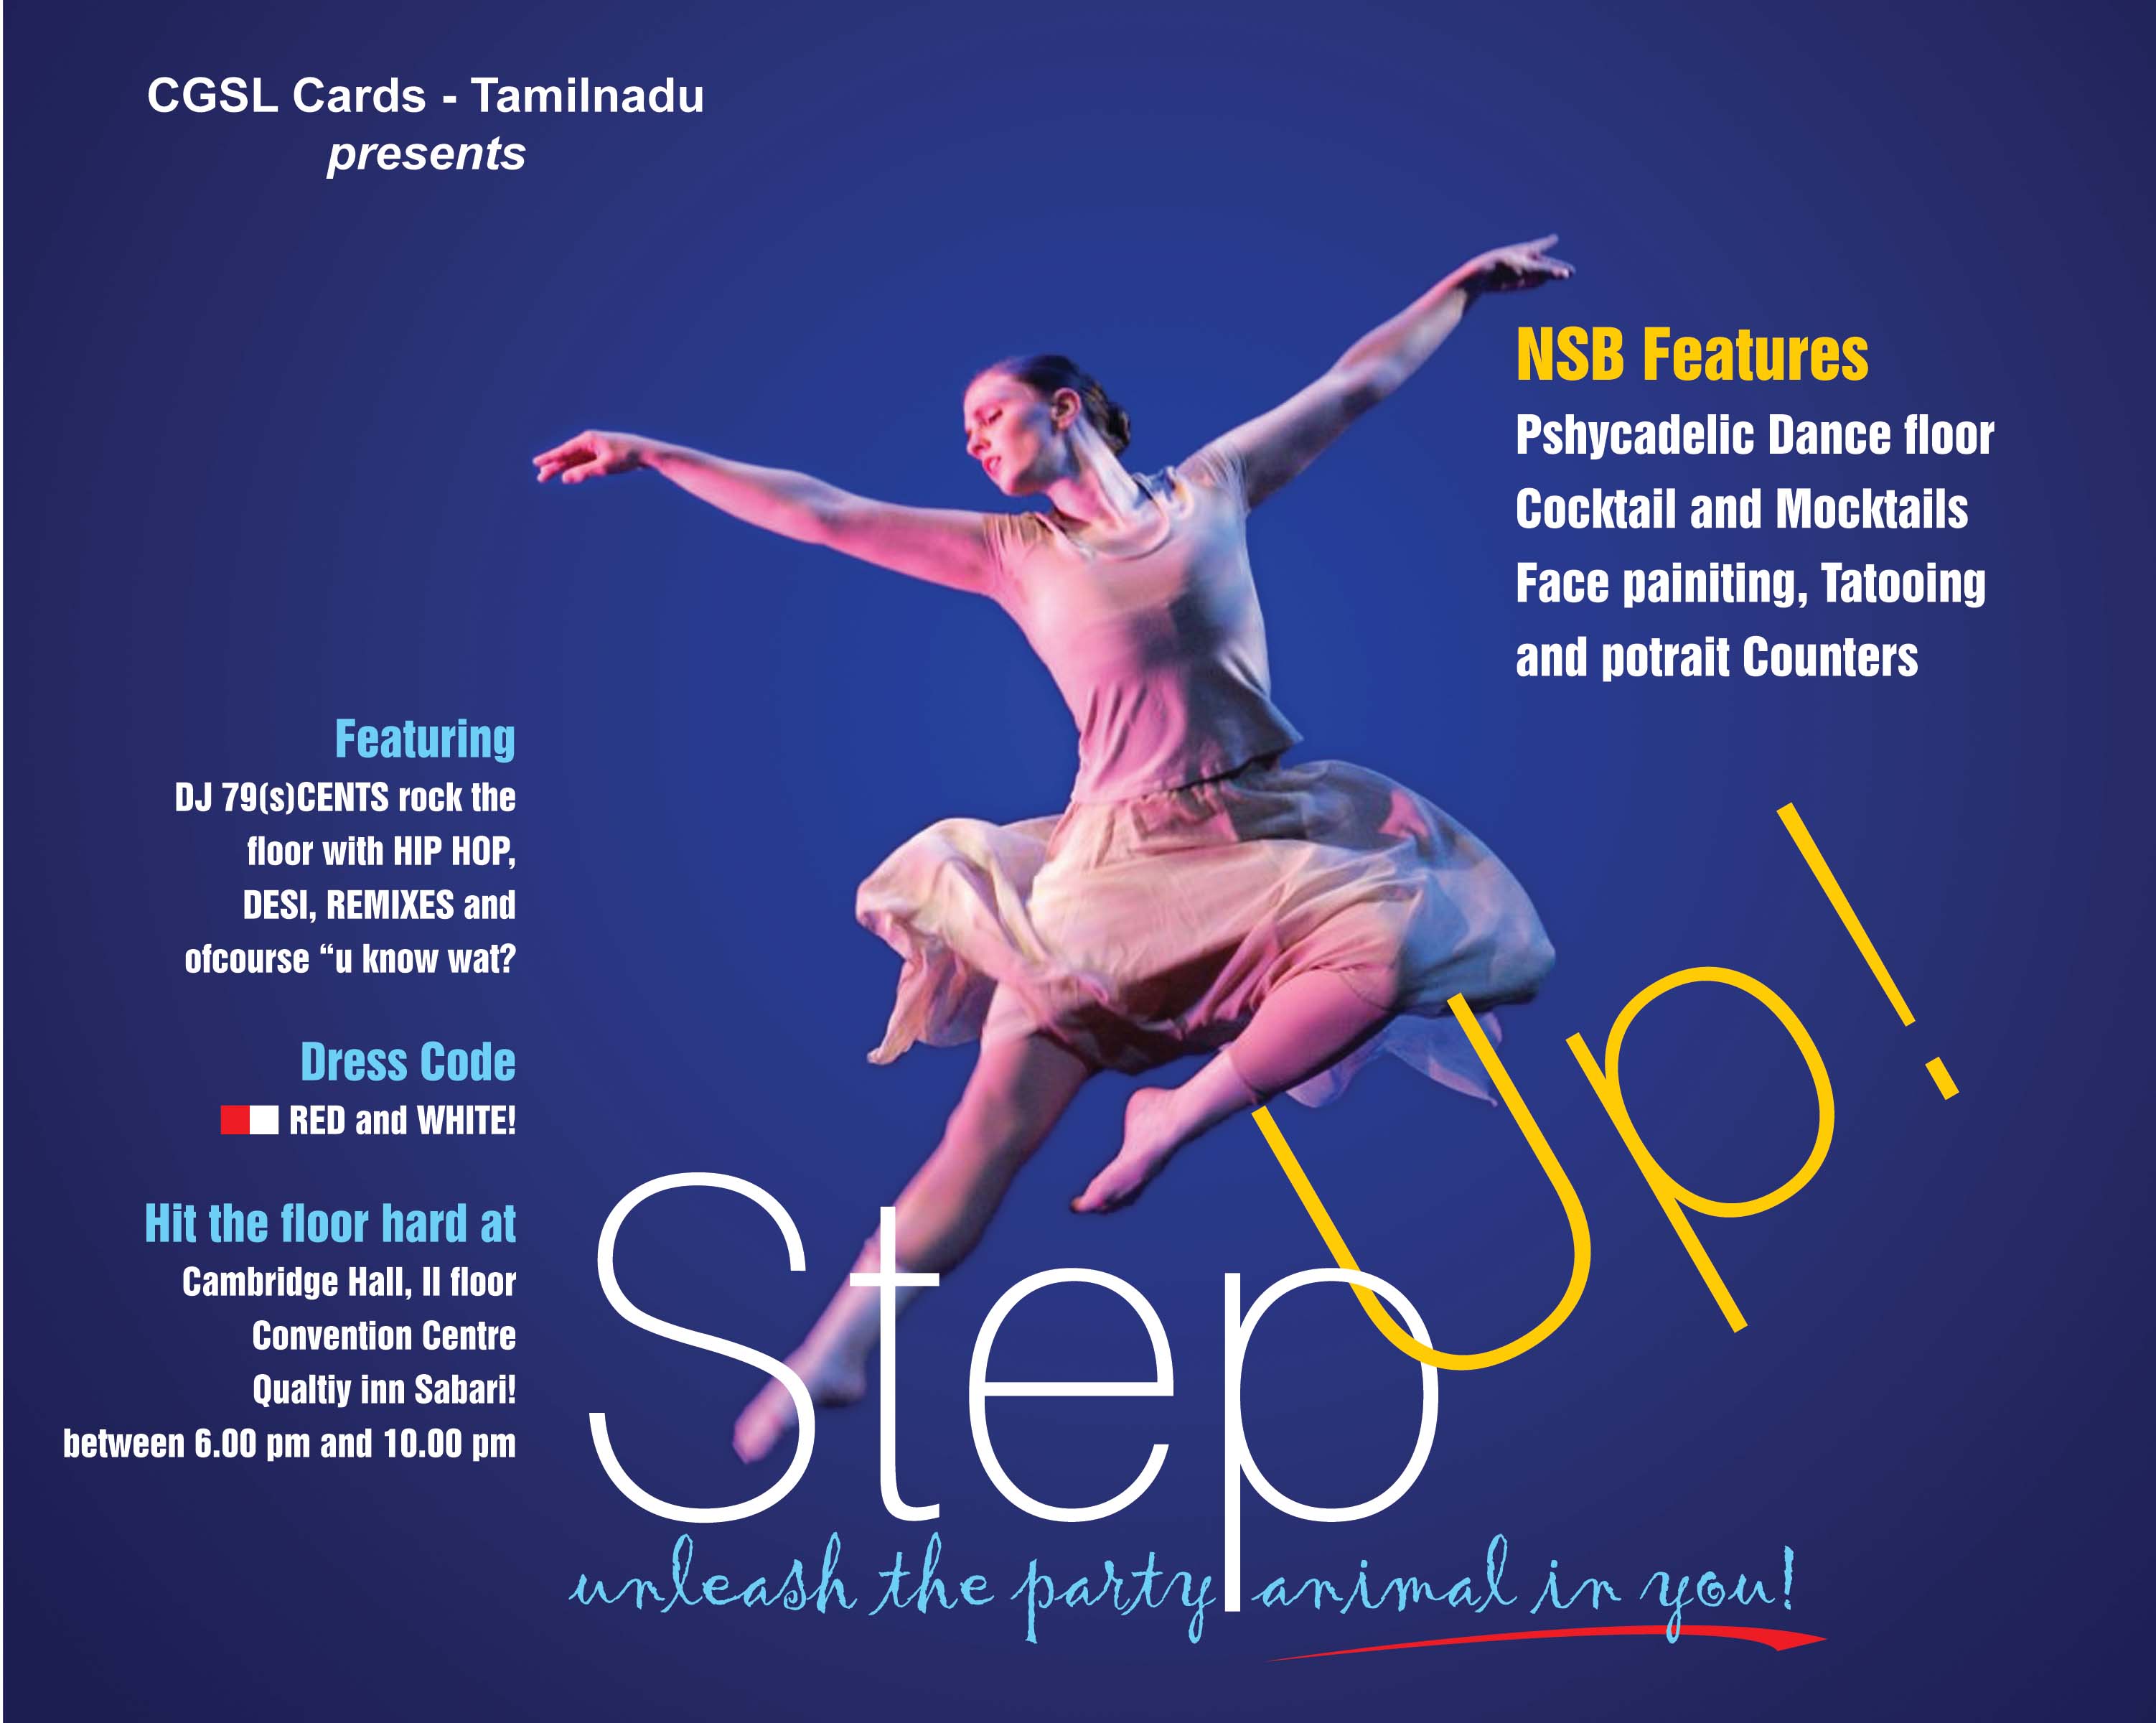 CGSL Cards - Tamilnadu
presents
NSB Features
Pshycadelic Dance floor
Cocktail and Mocktails
Face painiting, Tatooing
and potrait Counters
Featuring
DJ 79(s)CENTS rock the
floor with HIP HOP,
DESI, REMIXES and
ofcourse “u know wat?
Dress Code
RED and WHITE!
Hit the floor hard at
Cambridge Hall, II floor
Convention Centre
Qualtiy inn Sabari!
between 6.00 pm and 10.00 pm
Step Up!
unleash the party animal in you!